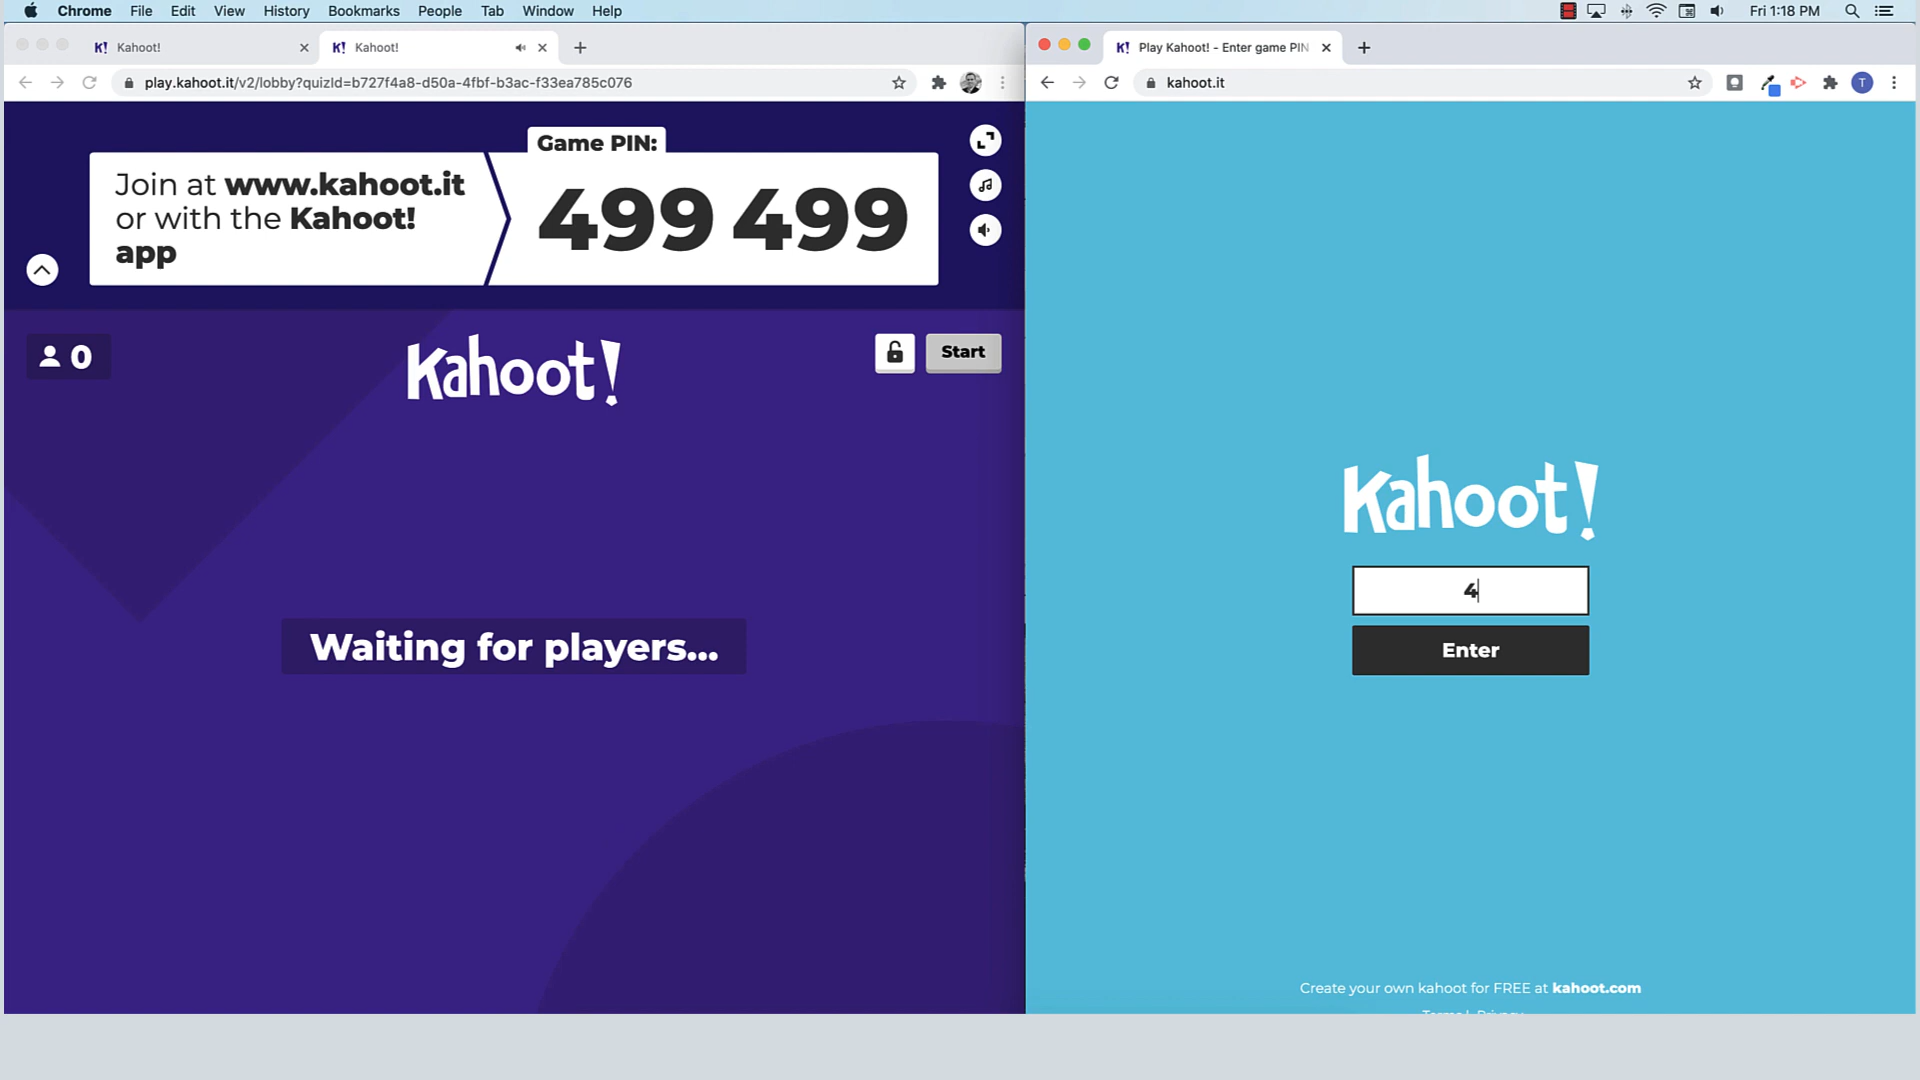 Chrome File Edit View History Bookmarks People Tab Window Help Fri 1:18 PM
Kahoot!
Kahoot!
play.kahoot.it/v2/lobby?quizId=b727f4a8-d50a-4fbf-b3ac-f33ea785c076
Game PIN:
Join at www.kahoot.it
or with the Kahoot!
app
499 499
0
Kahoot!
Start
Waiting for players...
Play Kahoot! - Enter game PIN
kahoot.it
T
Kahoot!
4
Enter
Create your own kahoot for FREE at kahoot.com
Terms | Privacy